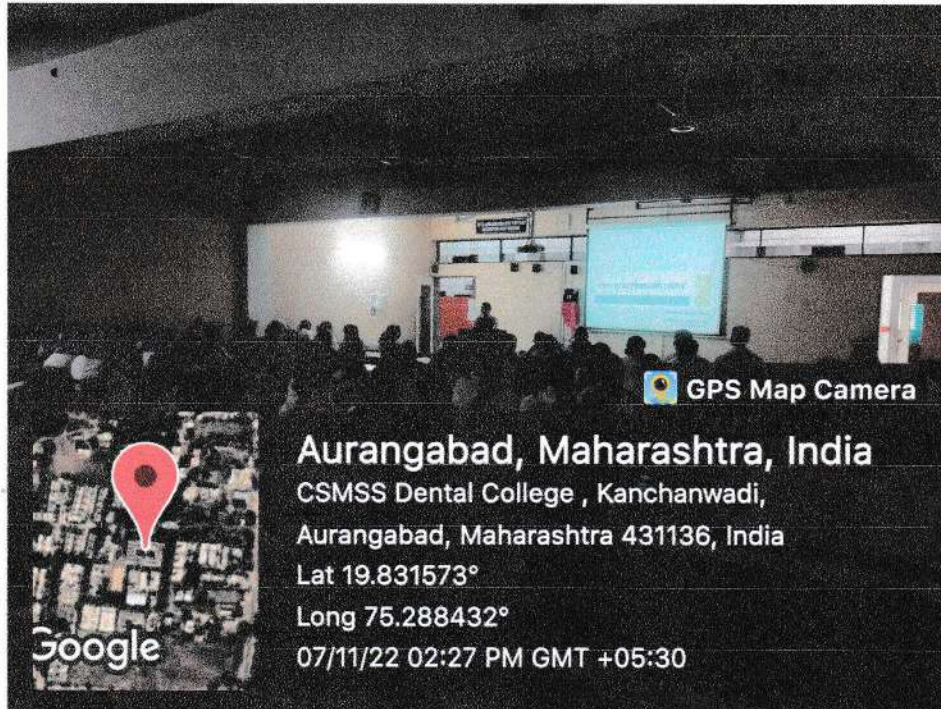 GPS Map Camera
Aurangabad, Maharashtra, India
CSMSS Dental College , Kanchanwadi,
Aurangabad, Maharashtra 431136, India
Lat 19.831573°
Long 75.288432°
07/11/22 02:27 PM GMT +05:30
Google